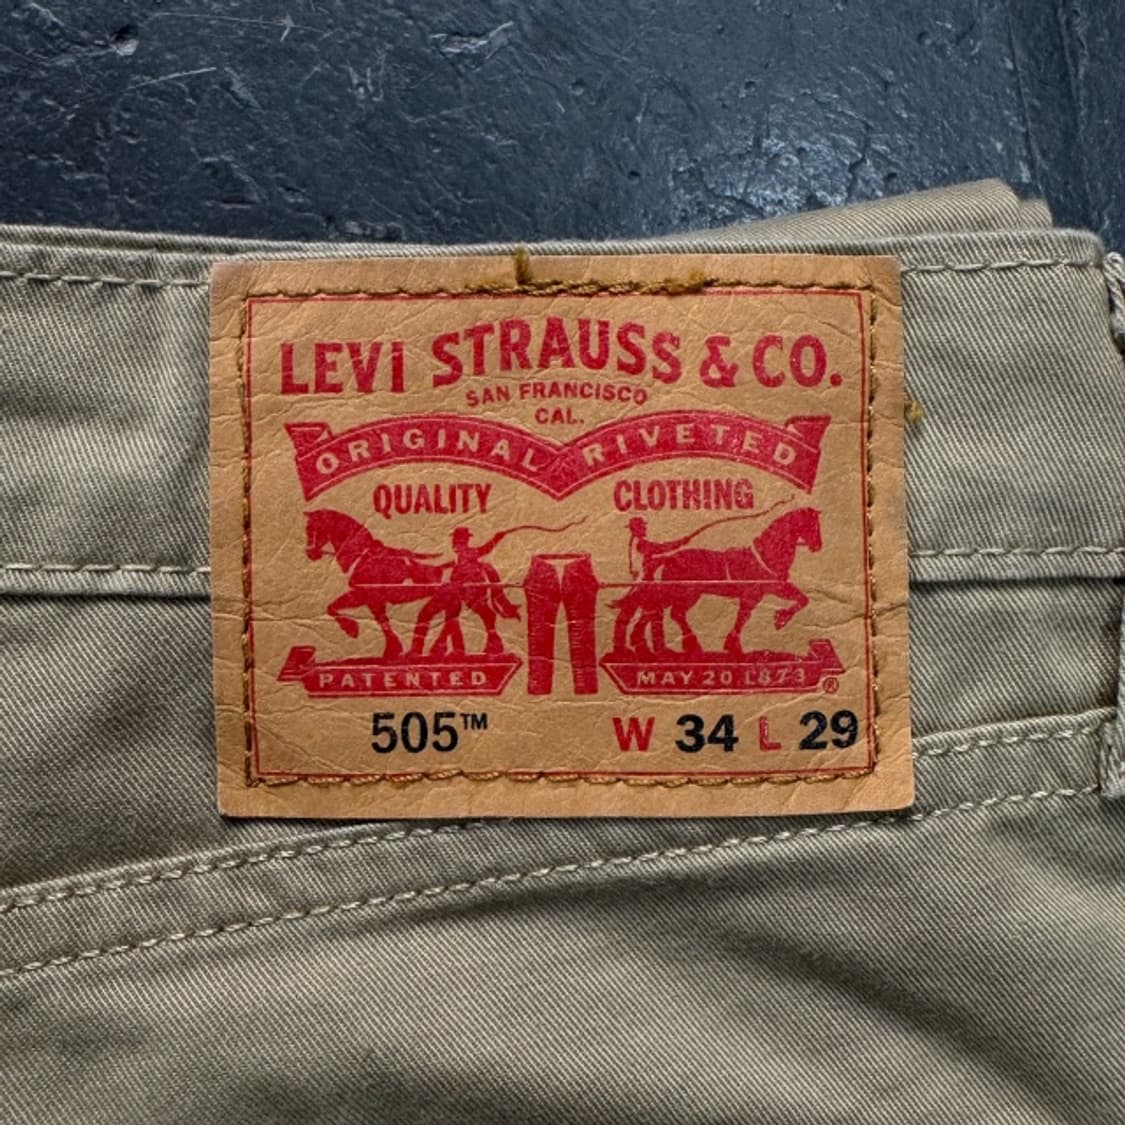 LEVI STRAUSS & CO.
SAN FRANCISCO
CAL.
ORIGINAL RIVETED
QUALITY CLOTHING
PATENTED MAY 20 1873 ®
505™ W 34 L 29